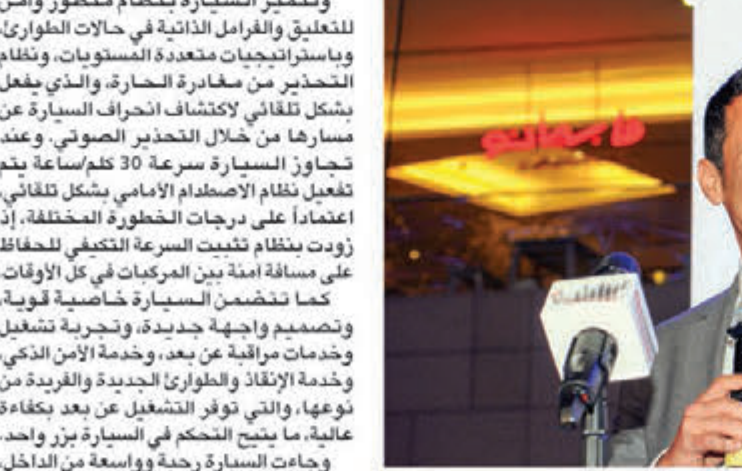 وتتميز السيارة بنظام متطور وآمن
للتعليق والفرامل الذاتية في حالات الطوارئ،
وباستراتيجيات متعددة المستويات، ونظام
التحذير من مغادرة الحارة، والذي يفعل
بشكل تلقائي لاكتشاف انحراف السيارة عن
مسارها من خلال التحذير الصوتي. وعند
تجاوز السيارة سرعة 30 كلم/ساعة يتم
تفعيل نظام الاصطدام الأمامي بشكل تلقائي،
اعتماداً على درجات الخطورة المختلفة، إذ
زودت بنظام تثبيت السرعة التكيفي للحفاظ
على مسافة آمنة بين المركبات في كل الأوقات.
كما تتضمن السيارة خاصية قوية،
وتصميم واجهة جديدة، وتجربة تشغيل
وخدمات مراقبة عن بعد، وخدمة الأمن الذكي،
وخدمة الإنقاذ والطوارئ الجديدة والفريدة من
نوعها، والتي توفر التشغيل عن بعد بكفاءة
عالية، ما يتيح التحكم في السيارة بزر واحد.
وجاءت السيارة رحبة وواسعة من الداخل،